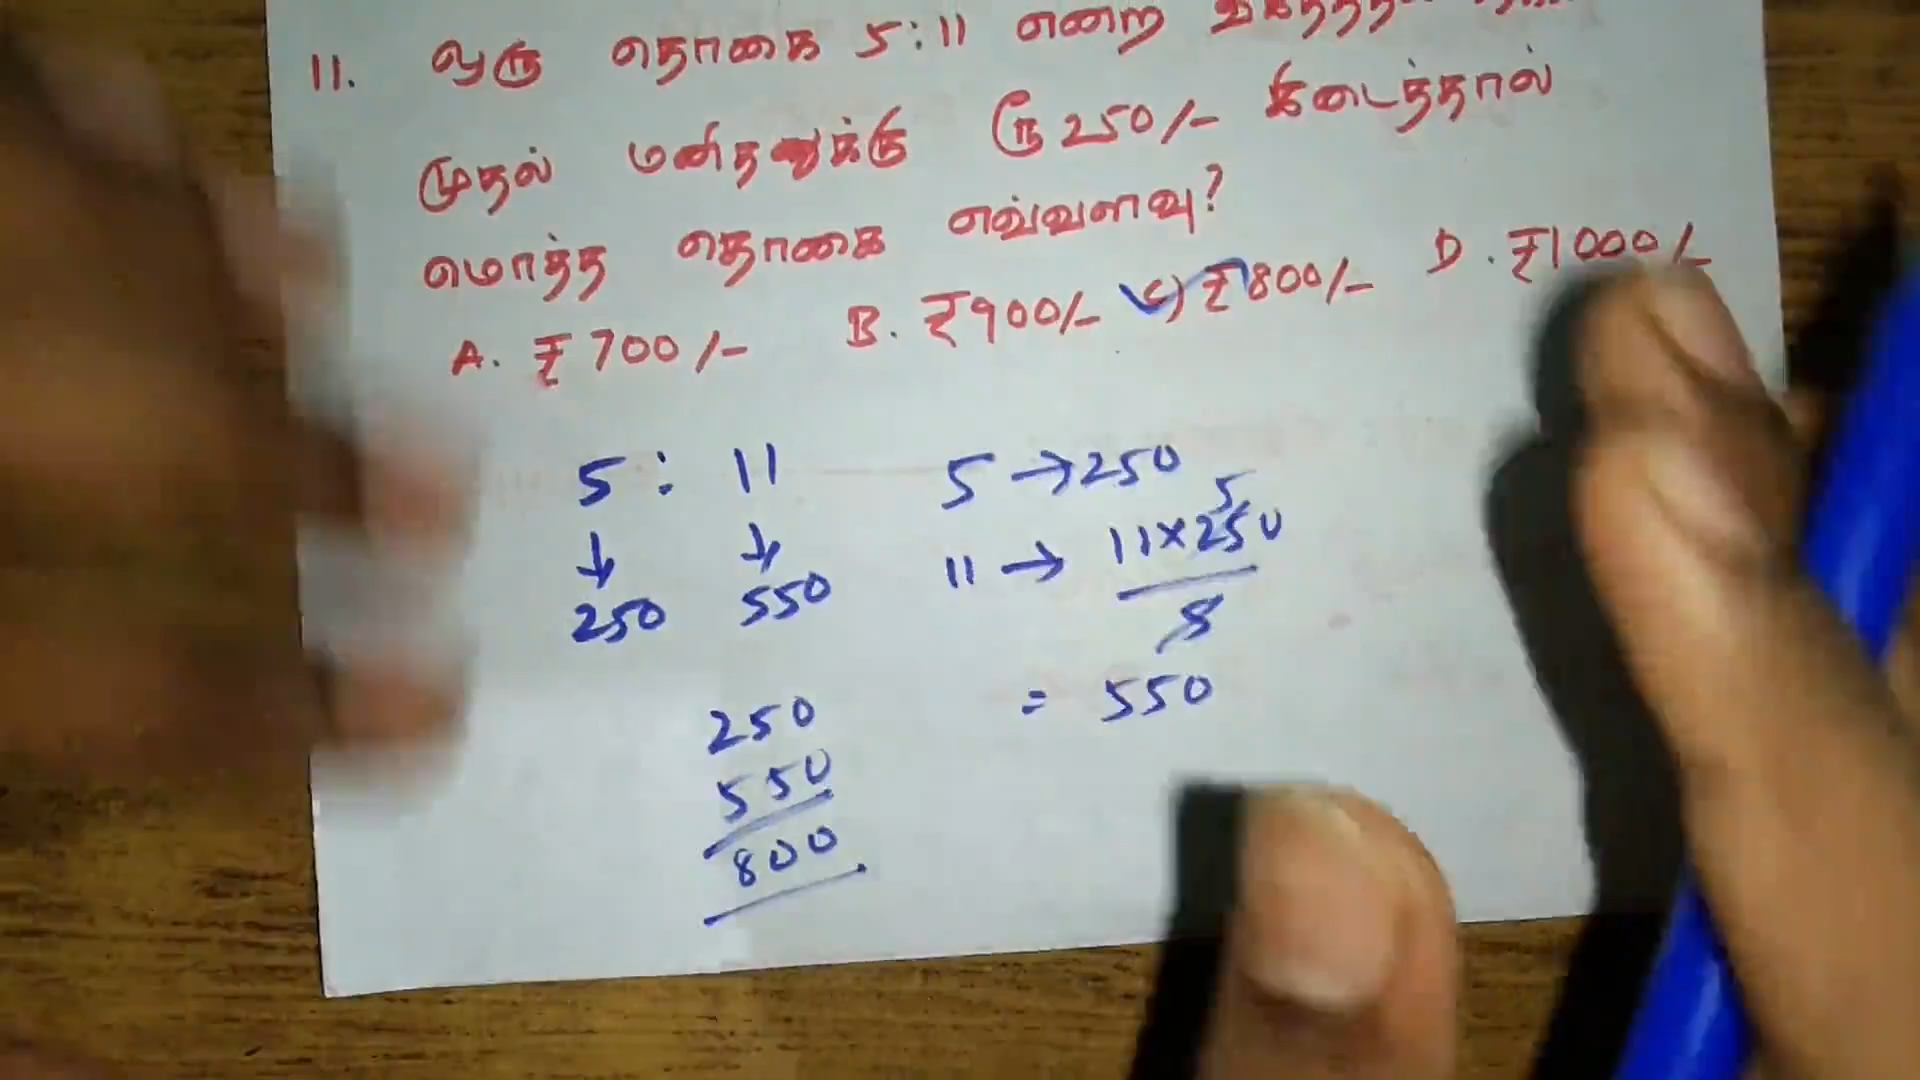 11. ஒரு தொகை 5:11 என்ற
முதல் மனிதனுக்கு ரூ 250/- கிடைத்தால்
மொத்த தொகை எவ்வளவு?
A. ₹700/- B. ₹900/- C) ₹800/- D. ₹1000/-
5 : 11
↓ ↓
250 550
250
550
800
5 → 250
5
11 → 11×250
5
= 550